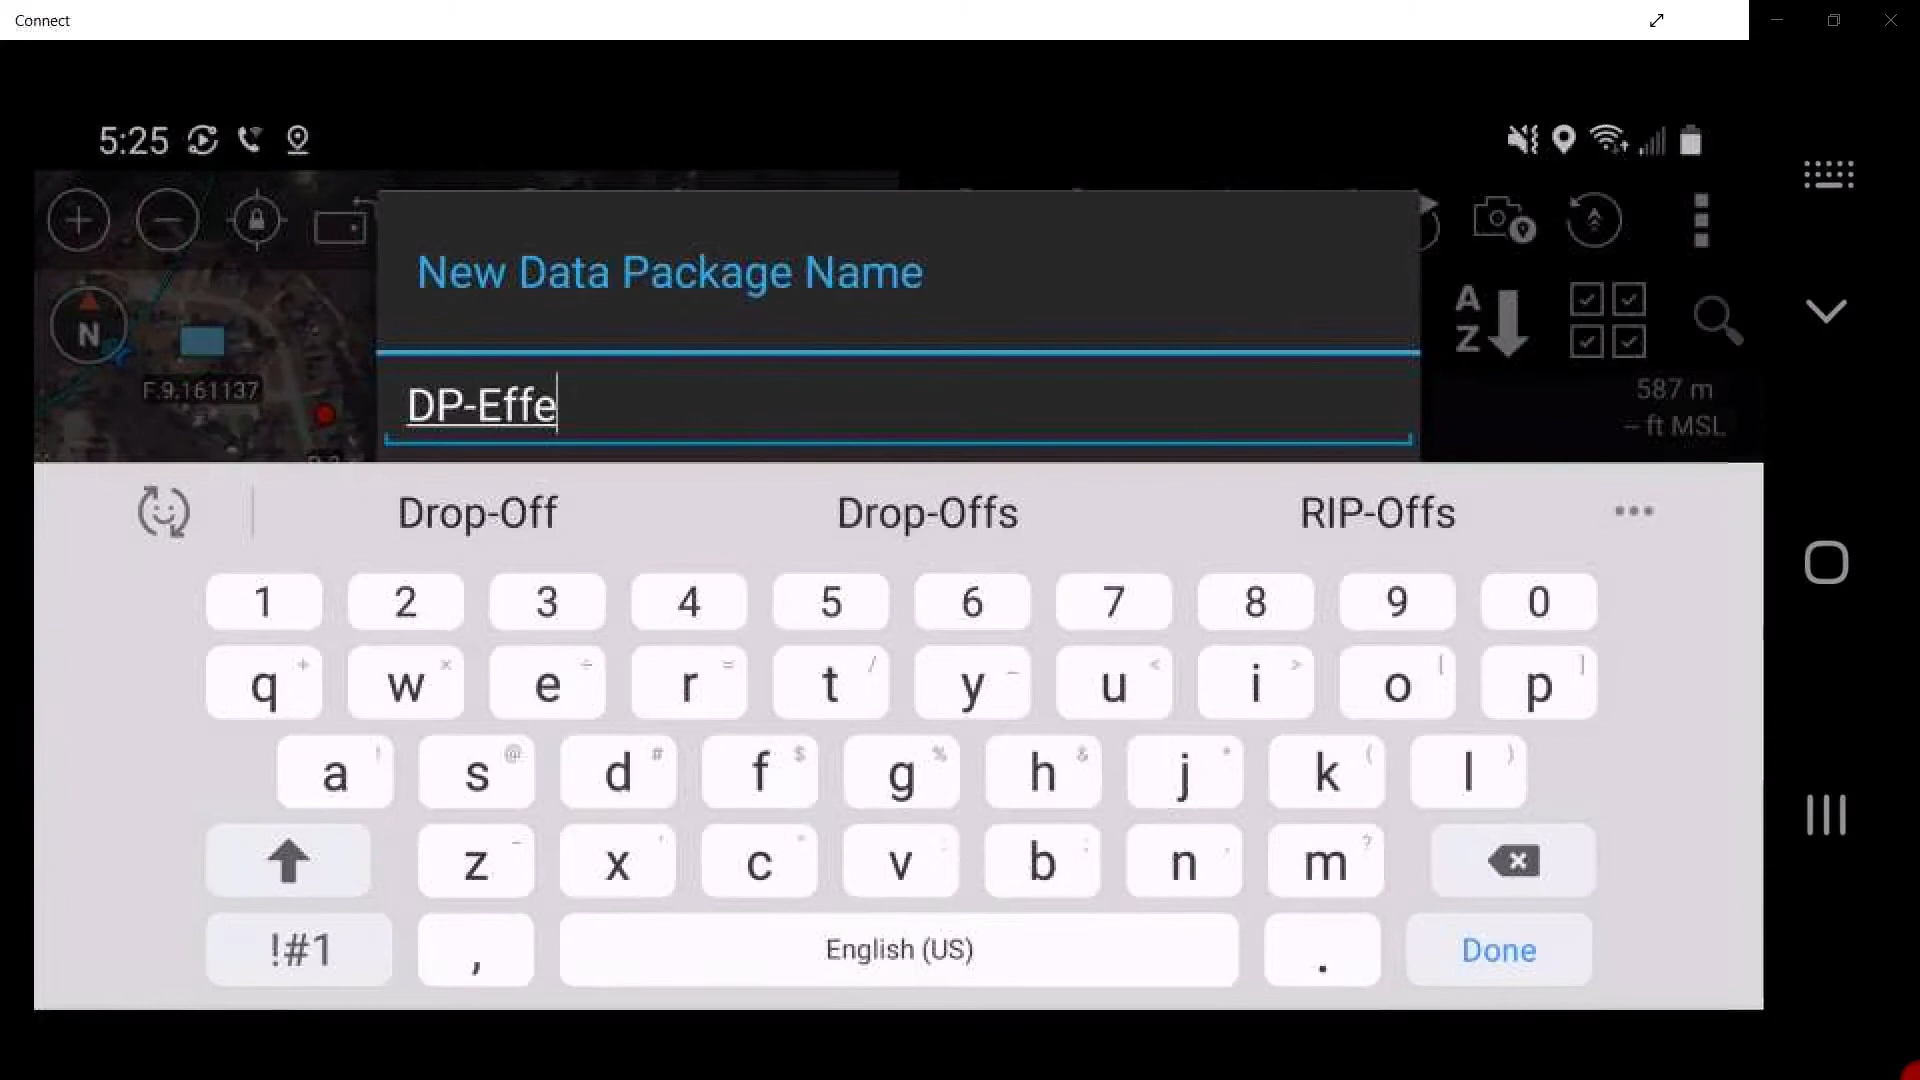 Connect
5:25
New Data Package Name
N
F.9.161137
DP-Effe
A
Z
587 m
-- ft MSL
Drop-Off Drop-Offs RIP-Offs
1 2 3 4 5 6 7 8 9 0
q w e r t y u i o p
a s d f g h j k l
z x c v b n m
!#1 , English (US) . Done